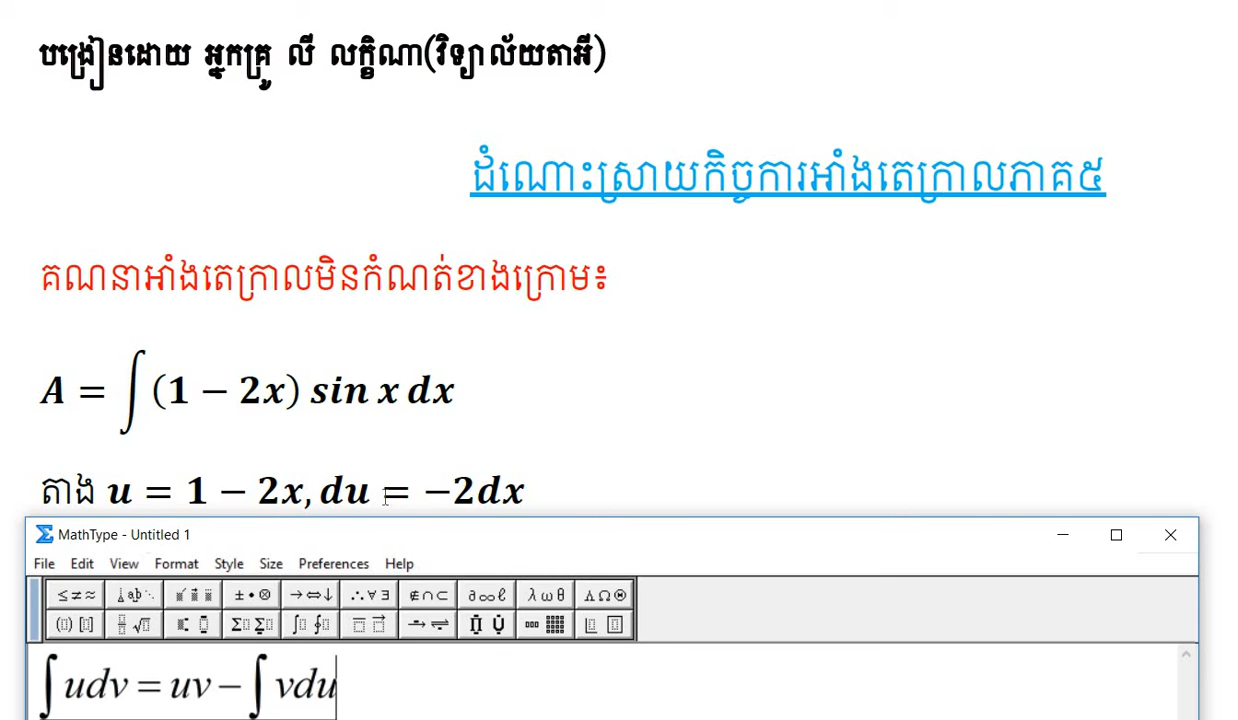 បង្រៀនដោយ អ្នកគ្រូ លី លក្ខិណា(វិទ្យាល័យតាអី)
ដំណោះស្រាយកិច្ចការអាំងតេក្រាលភាគ៥
គណនាអាំងតេក្រាលមិនកំណត់ខាងក្រោម៖
A = ∫ (1 − 2x) sin x dx
តាង u = 1 − 2x, du = −2dx
MathType - Untitled 1
File Edit View Format Style Size Preferences Help
∫ udv = uv − ∫ vdu